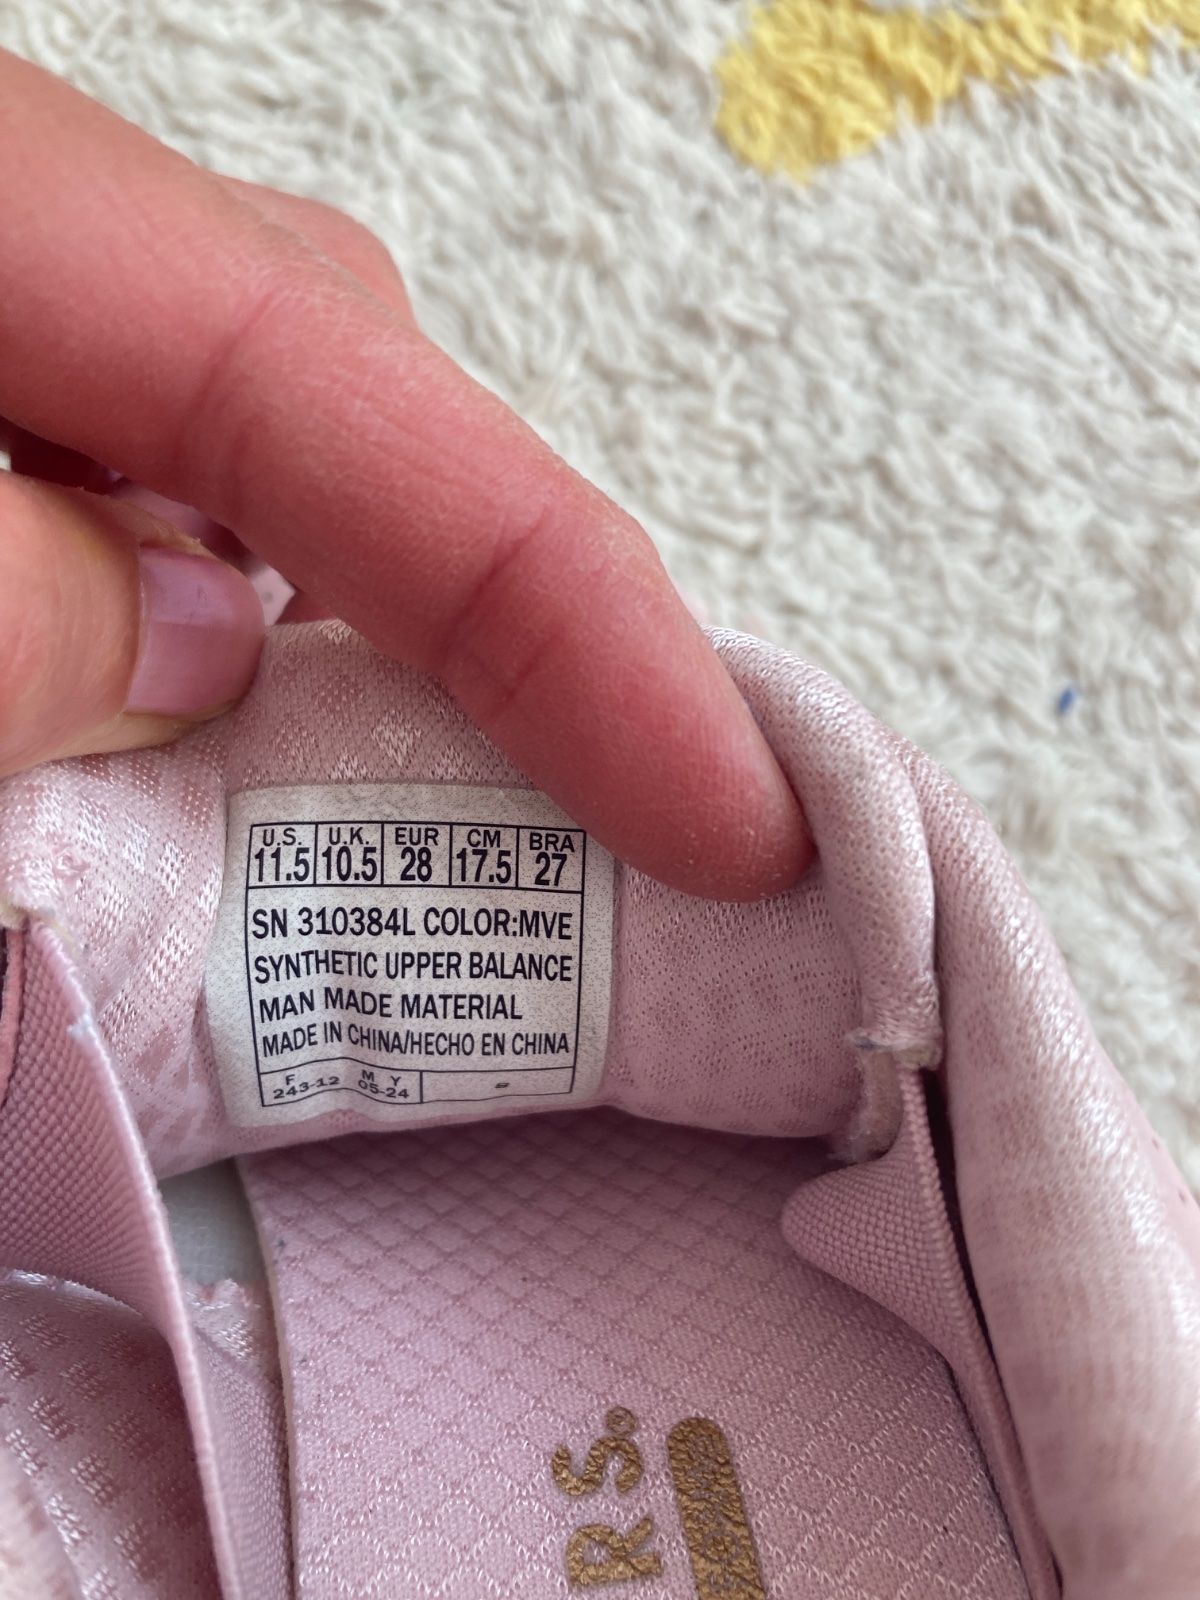 U.S. U.K. EUR CM BRA
11.5 10.5 28 17.5 27
SN 310384L COLOR:MVE
SYNTHETIC UPPER BALANCE
MAN MADE MATERIAL
MADE IN CHINA/HECHO EN CHINA
F M Y
243-12 05-24
RS®